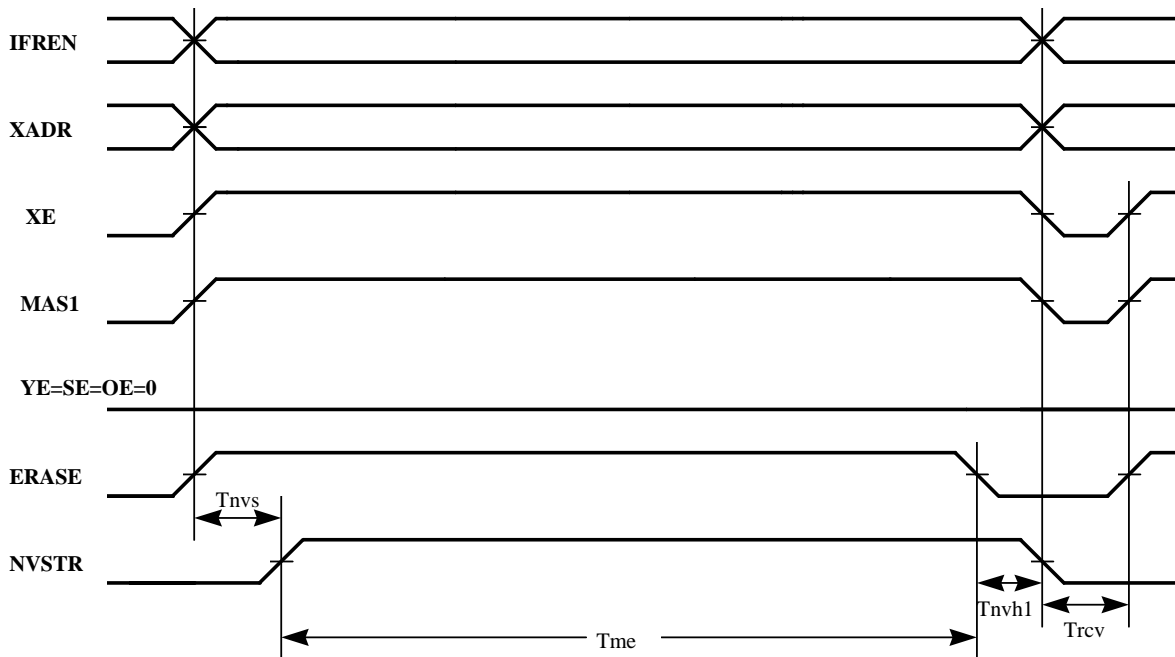 IFREN
XADR
XE
MAS1
YE=SE=OE=0
ERASE
Tnvs
NVSTR
Tnvh1
Trcv
Tme